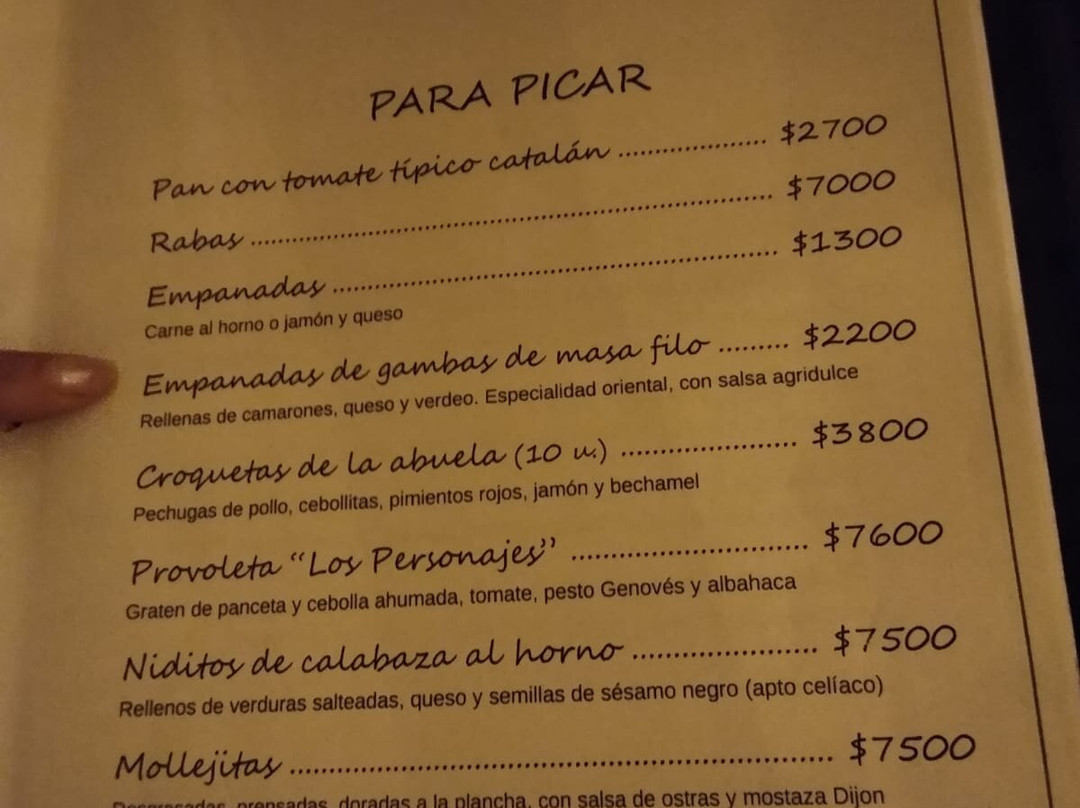 PARA PICAR
Pan con tomate típico catalán ...................... $2700
Rabas ............................................................................... $7000
Empanadas .................................................................. $1300
Carne al horno o jamón y queso
Empanadas de gambas de masa filo ......... $2200
Rellenas de camarones, queso y verdeo. Especialidad oriental, con salsa agridulce
Croquetas de la abuela (10 u.) .......................... $3800
Pechugas de pollo, cebollitas, pimientos rojos, jamón y bechamel
Provoleta “Los Personajes” .................................. $7600
Graten de panceta y cebolla ahumada, tomate, pesto Genovés y albahaca
Niditos de calabaza al horno ........................... $7500
Rellenos de verduras salteadas, queso y semillas de sésamo negro (apto celíaco)
Mollejitas ................................................................................ $7500
prensadas, doradas a la plancha, con salsa de ostras y mostaza Dijon